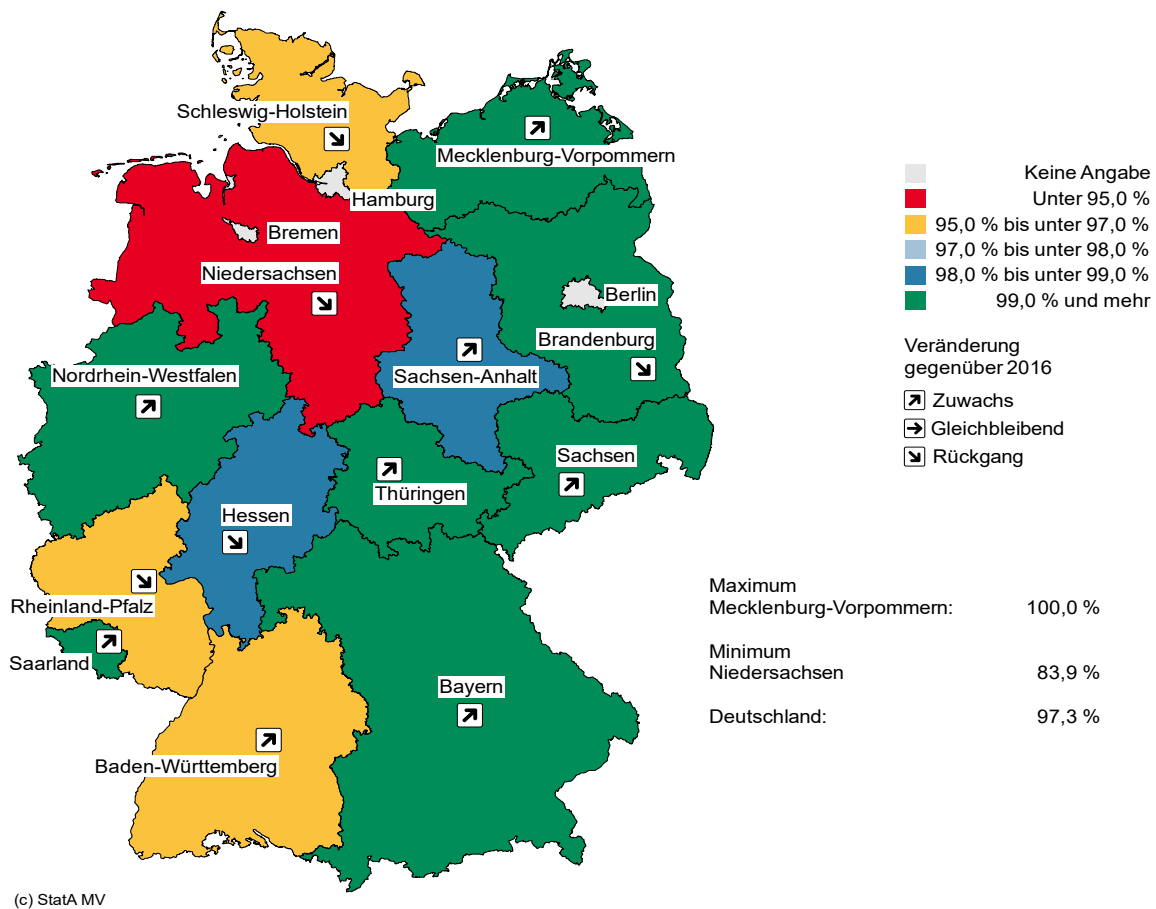 Schleswig-Holstein
Mecklenburg-Vorpommern
Hamburg
Bremen
Niedersachsen
Berlin
Brandenburg
Nordrhein-Westfalen
Sachsen-Anhalt
Sachsen
Thüringen
Hessen
Rheinland-Pfalz
Saarland
Bayern
Baden-Württemberg
Keine Angabe
Unter 95,0 %
95,0 % bis unter 97,0 %
97,0 % bis unter 98,0 %
98,0 % bis unter 99,0 %
99,0 % und mehr
Veränderung
gegenüber 2016
Zuwachs
Gleichbleibend
Rückgang
Maximum
Mecklenburg-Vorpommern: 100,0 %
Minimum
Niedersachsen 83,9 %
Deutschland: 97,3 %
(c) StatA MV